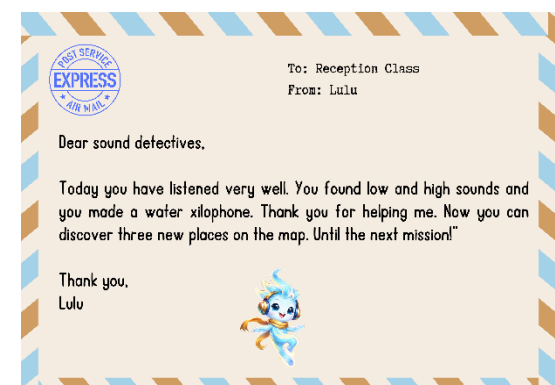 POST SERVICE
EXPRESS
AIR MAIL
To: Reception Class
From: Lulu
Dear sound detectives,
Today you have listened very well. You found low and high sounds and
you made a water xilophone. Thank you for helping me. Now you can
discover three new places on the map. Until the next mission!"
Thank you,
Lulu